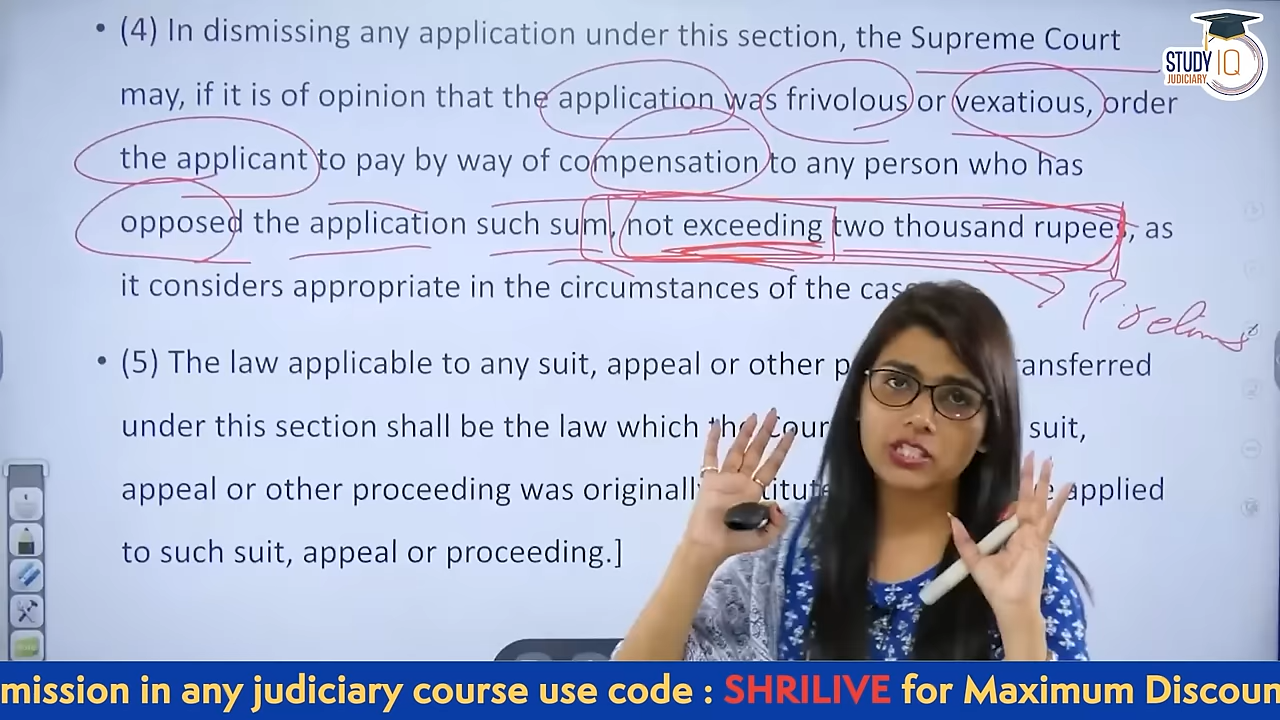 • (4) In dismissing any application under this section, the Supreme Court
may, if it is of opinion that the application was frivolous or vexatious, order
the applicant to pay by way of compensation to any person who has
opposed the application such sum, not exceeding two thousand rupees, as
it considers appropriate in the circumstances of the
Prelims
• (5) The law applicable to any suit, appeal or other
under this section shall be the law which the suit,
appeal or other proceeding was applied
to such suit, appeal or proceeding.]
STUDY IQ
JUDICIARY
mission in any judiciary course use code : SHRILIVE for Maximum Discoun